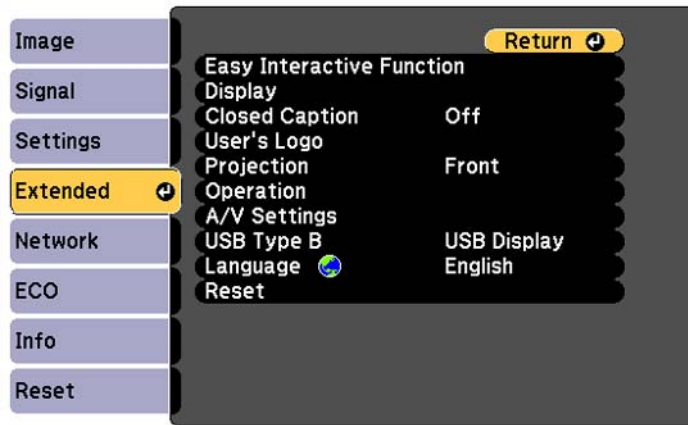 Image
Signal
Settings
Extended
Network
ECO
Info
Reset
Return
Easy Interactive Function
Display
Closed Caption Off
User's Logo
Projection Front
Operation
A/V Settings
USB Type B USB Display
Language English
Reset